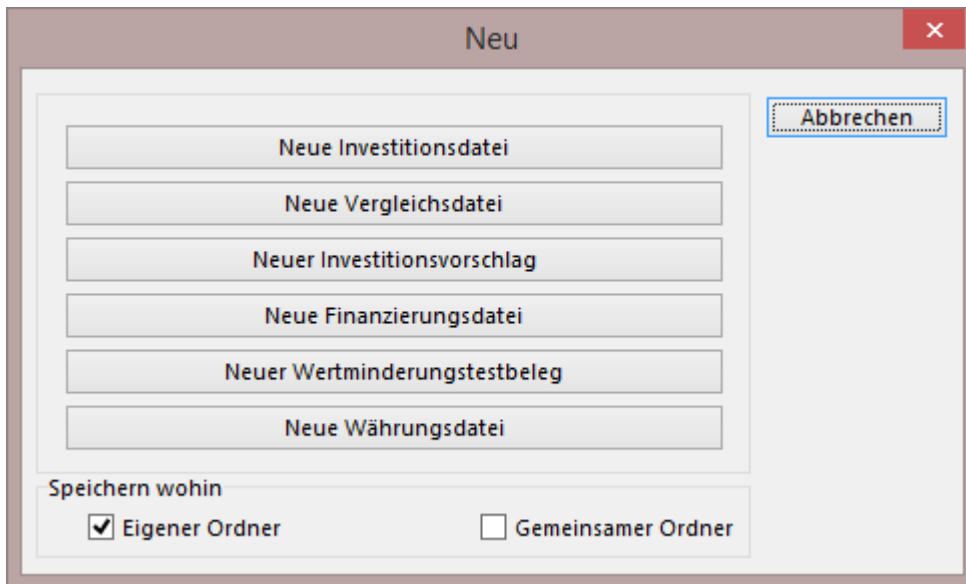 Neu
Abbrechen
Neue Investitionsdatei
Neue Vergleichsdatei
Neuer Investitionsvorschlag
Neue Finanzierungsdatei
Neuer Wertminderungstestbeleg
Neue Währungsdatei
Speichern wohin
Eigener Ordner
Gemeinsamer Ordner